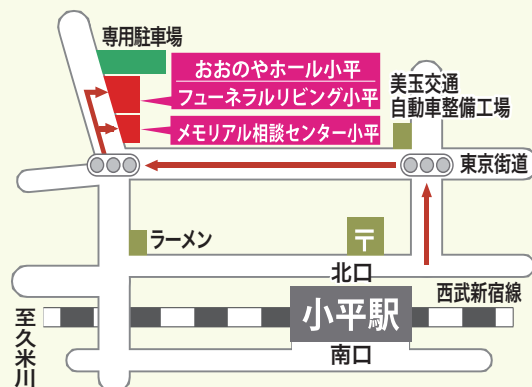 専用駐車場
おおのやホール小平
フューネラルリビング小平
メモリアル相談センター小平
美玉交通
自動車整備工場
東京街道
ラーメン
〒
北口
西武新宿線
小平駅
南口
至久米川